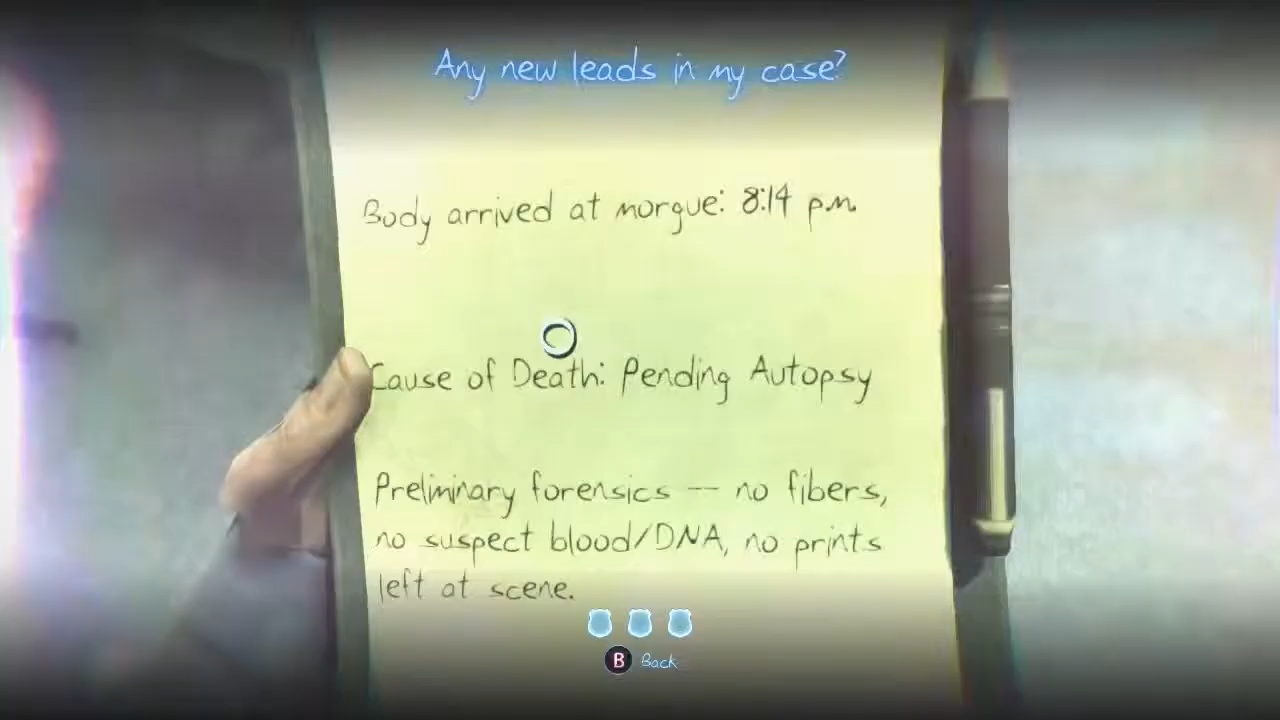 Any new leads in my case?
Body arrived at morgue: 8:14 p.m.
Cause of Death: Pending Autopsy
Preliminary forensics -- no fibers,
no suspect blood/DNA, no prints
left at scene.
B Back